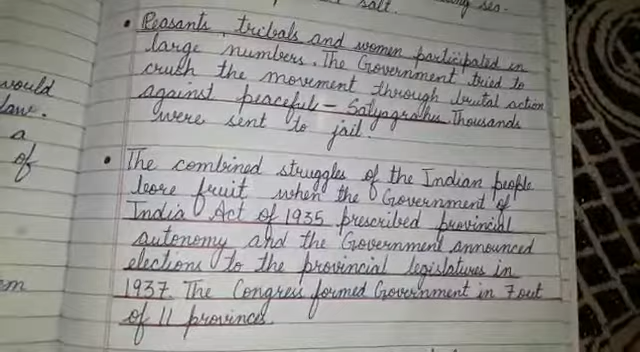 salt.
sea.
• Peasants, tribals and women participated in
large numbers. The Government tried to
crush the movement through brutal action
against peaceful - Satyagrahis. Thousands
were sent to jail.
would
law.
a
of
• The combined struggles of the Indian people
bore fruit when the Government of
India Act of 1935 prescribed provincial
autonomy and the Government announced
elections to the provincial legislatures in
1937. The Congress formed Government in 7 out
of 11 provinces.